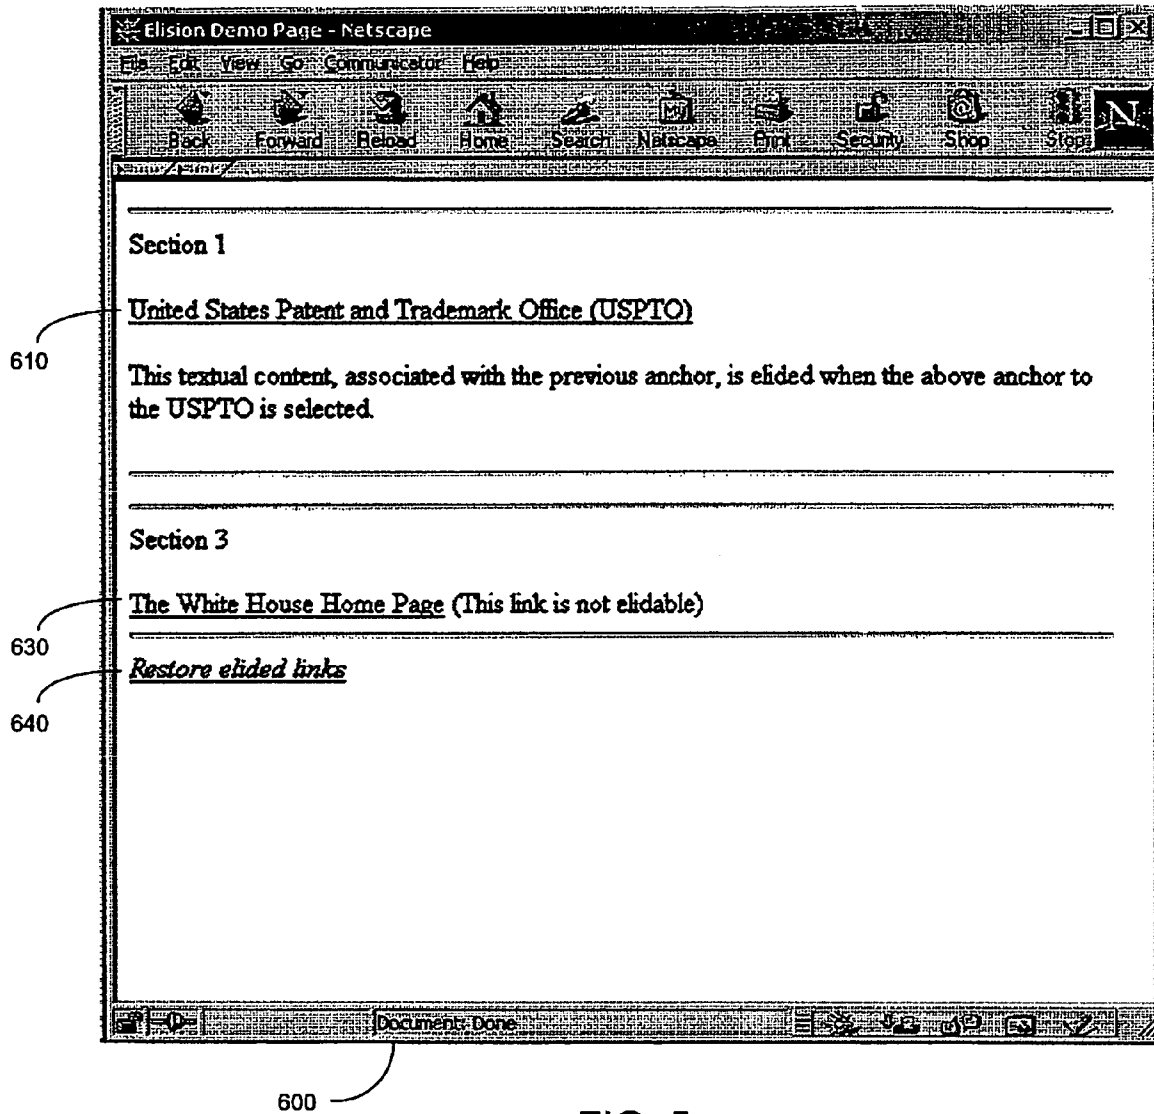 Elision Demo Page - Netscape
File Edit View Go Communicator Help
Back Forward Reload Home Search Netscape Print Security Shop Stop
N
Section 1
United States Patent and Trademark Office (USPTO)
610
This textual content, associated with the previous anchor, is elided when the above anchor to
the USPTO is selected.
Section 3
The White House Home Page (This link is not elidable)
630
Restore elided links
640
Document: Done
600